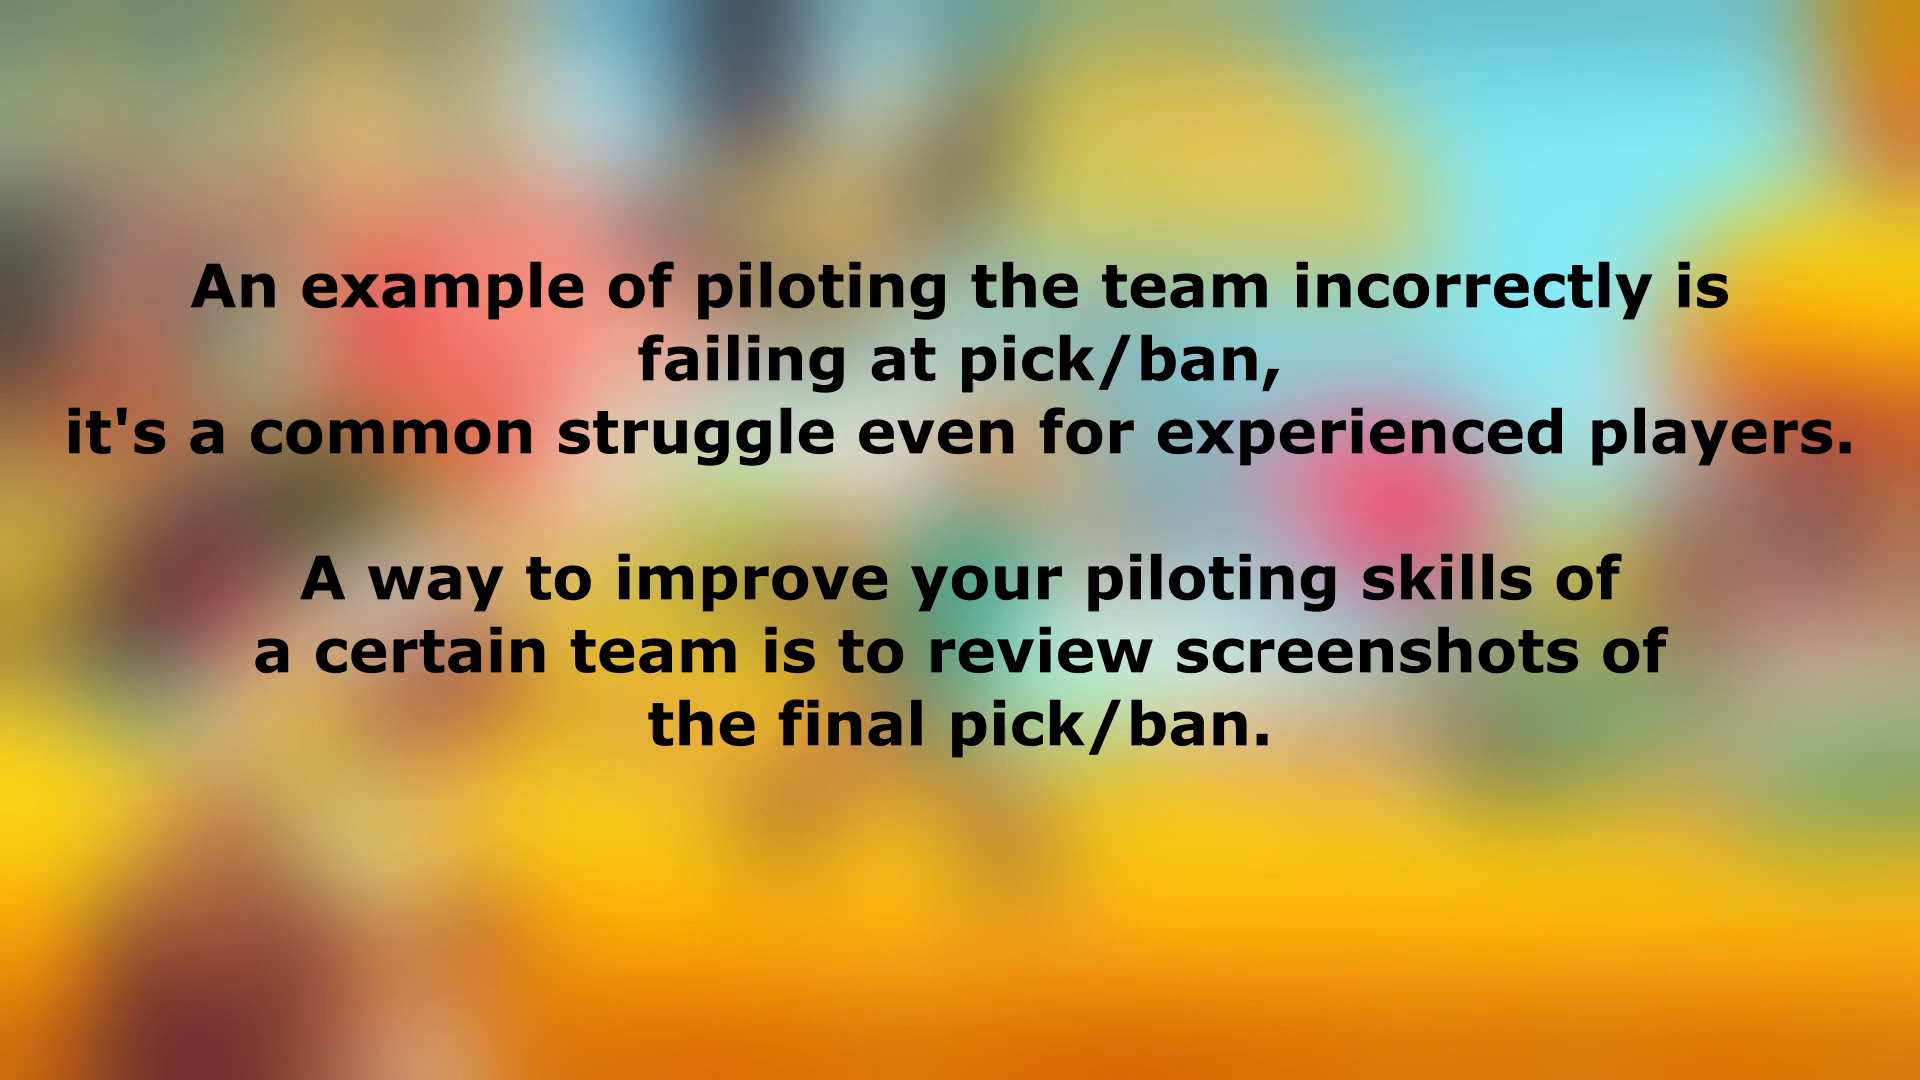 An example of piloting the team incorrectly is
failing at pick/ban,
it's a common struggle even for experienced players.
A way to improve your piloting skills of
a certain team is to review screenshots of
the final pick/ban.